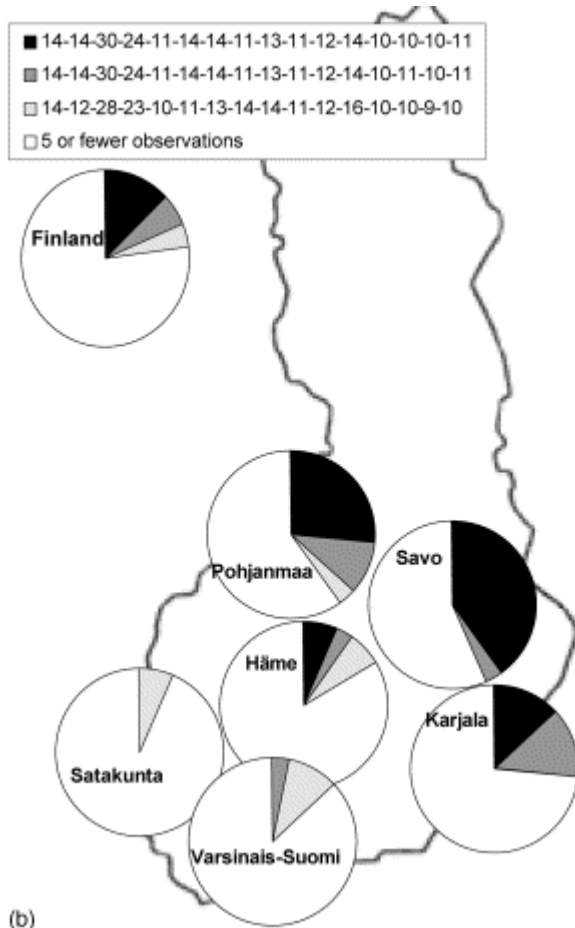 14-14-30-24-11-14-14-11-13-11-12-14-10-10-10-11
14-14-30-24-11-14-14-11-13-11-12-14-10-11-10-11
14-12-28-23-10-11-13-14-14-11-12-16-10-10-9-10
5 or fewer observations
Finland
Pohjanmaa
Savo
Häme
Karjala
Satakunta
Varsinais-Suomi
(b)